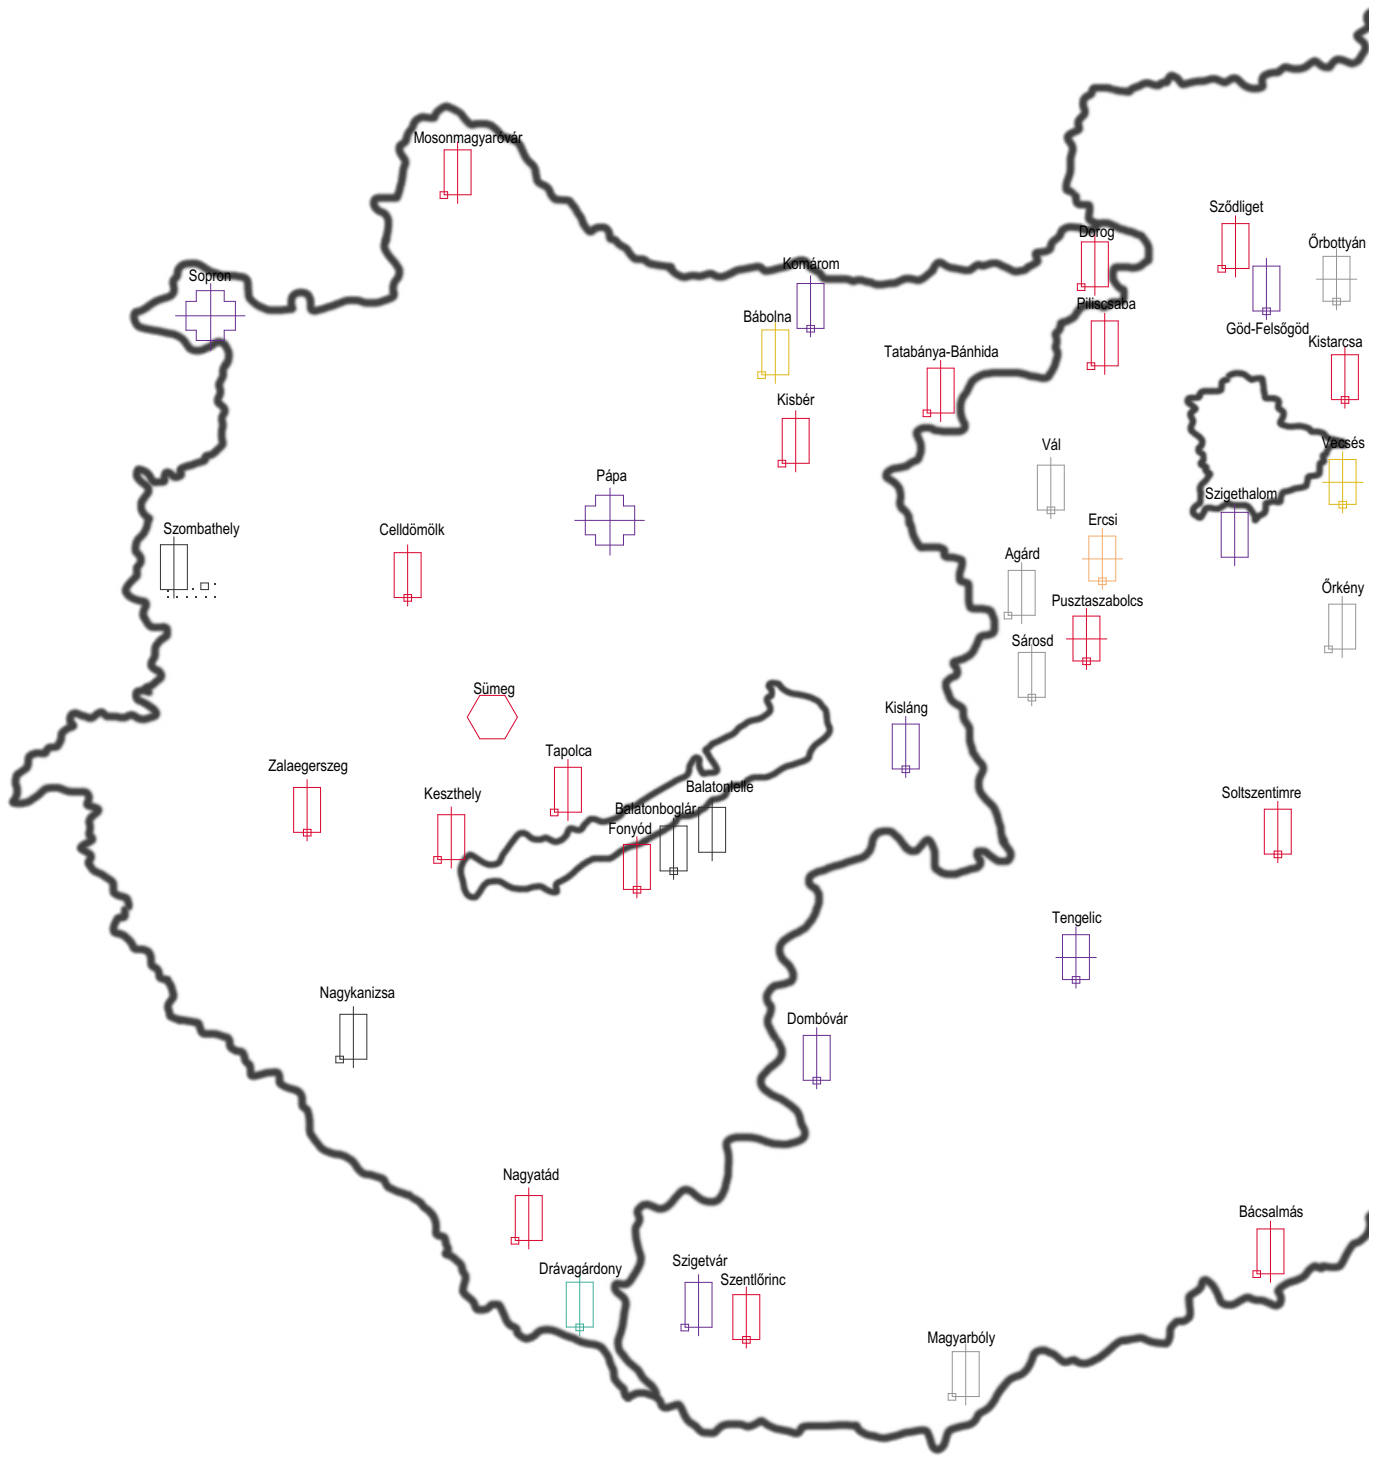 Mosonmagyaróvár
Sződliget
Dorog
Őrbottyán
Komárom
Sopron
Piliscsaba
Bábolna
Göd-Felsőgöd
Kistarcsa
Tatabánya-Bánhida
Kisbér
Vál
Vecsés
Pápa
Szigethalom
Ercsi
Szombathely
Celldömölk
Agárd
Őrkény
Pusztaszabolcs
Sárosd
Sümeg
Kisláng
Tapolca
Zalaegerszeg
Balatonlelle
Keszthely
Soltszentimre
Balatonboglár
Fonyód
Tengelic
Nagykanizsa
Dombóvár
Nagyatád
Bácsalmás
Szigetvár
Drávagárdony
Szentlőrinc
Magyarbóly